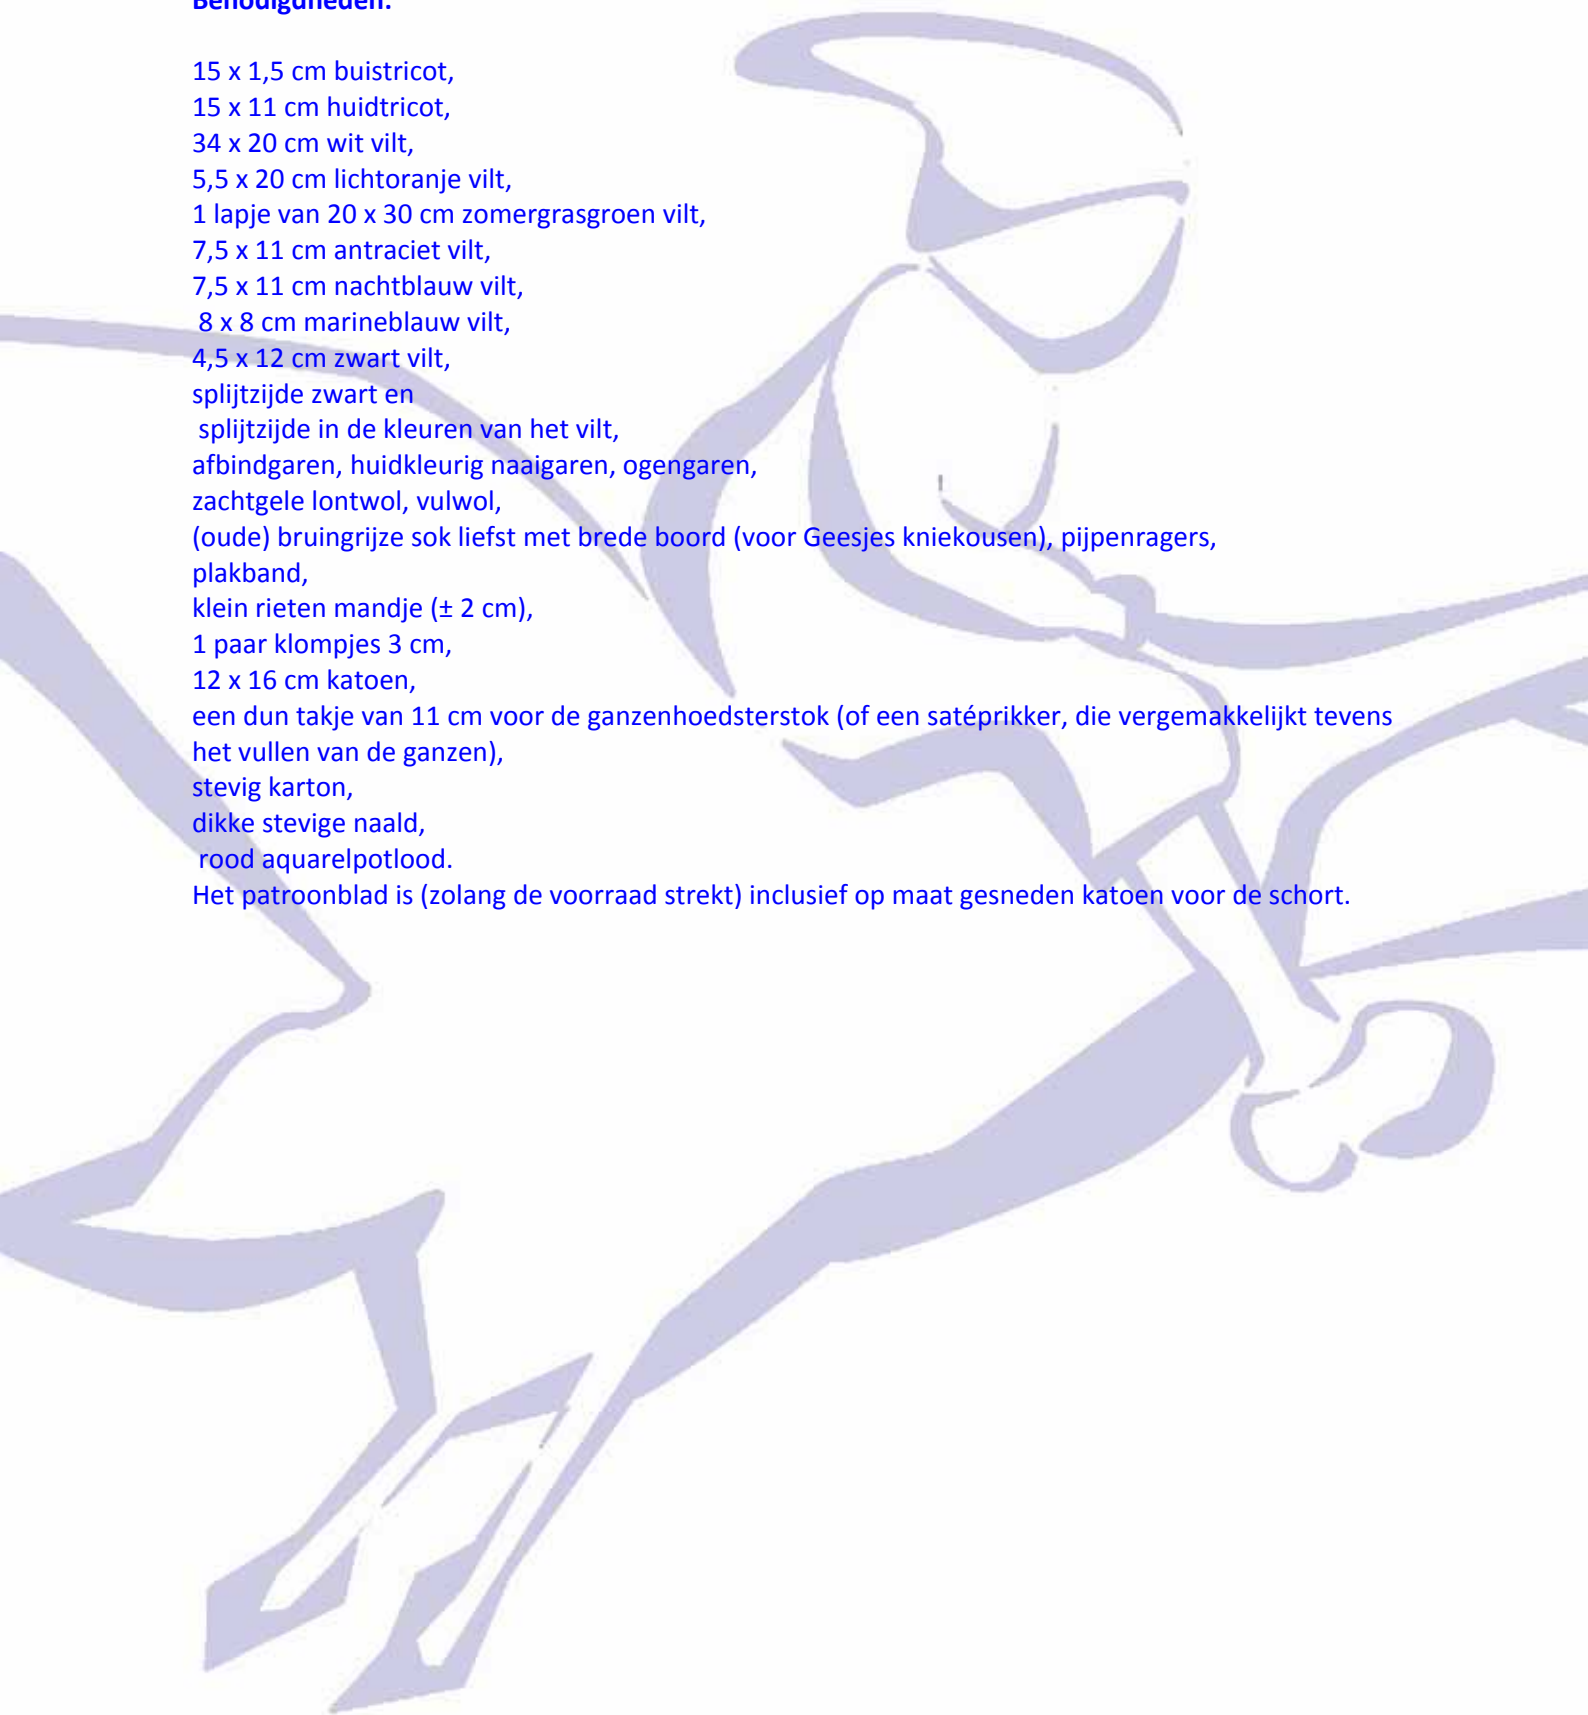 Benodigdheden:
15 x 1,5 cm buistricot,
15 x 11 cm huidtricot,
34 x 20 cm wit vilt,
5,5 x 20 cm lichtoranje vilt,
1 lapje van 20 x 30 cm zomergrasgroen vilt,
7,5 x 11 cm antraciet vilt,
7,5 x 11 cm nachtblauw vilt,
8 x 8 cm marineblauw vilt,
4,5 x 12 cm zwart vilt,
splijtzijde zwart en
splijtzijde in de kleuren van het vilt,
afbindgaren, huidkleurig naaigaren, ogengaren,
zachtgele lontwol, vulwol,
(oude) bruingrijze sok liefst met brede boord (voor Geesjes kniekousen), pijpenragers,
plakband,
klein rieten mandje (± 2 cm),
1 paar klompjes 3 cm,
12 x 16 cm katoen,
een dun takje van 11 cm voor de ganzenhoedsterstok (of een satéprikker, die vergemakkelijkt tevens
het vullen van de ganzen),
stevig karton,
dikke stevige naald,
rood aquarelpotlood.
Het patroonblad is (zolang de voorraad strekt) inclusief op maat gesneden katoen voor de schort.